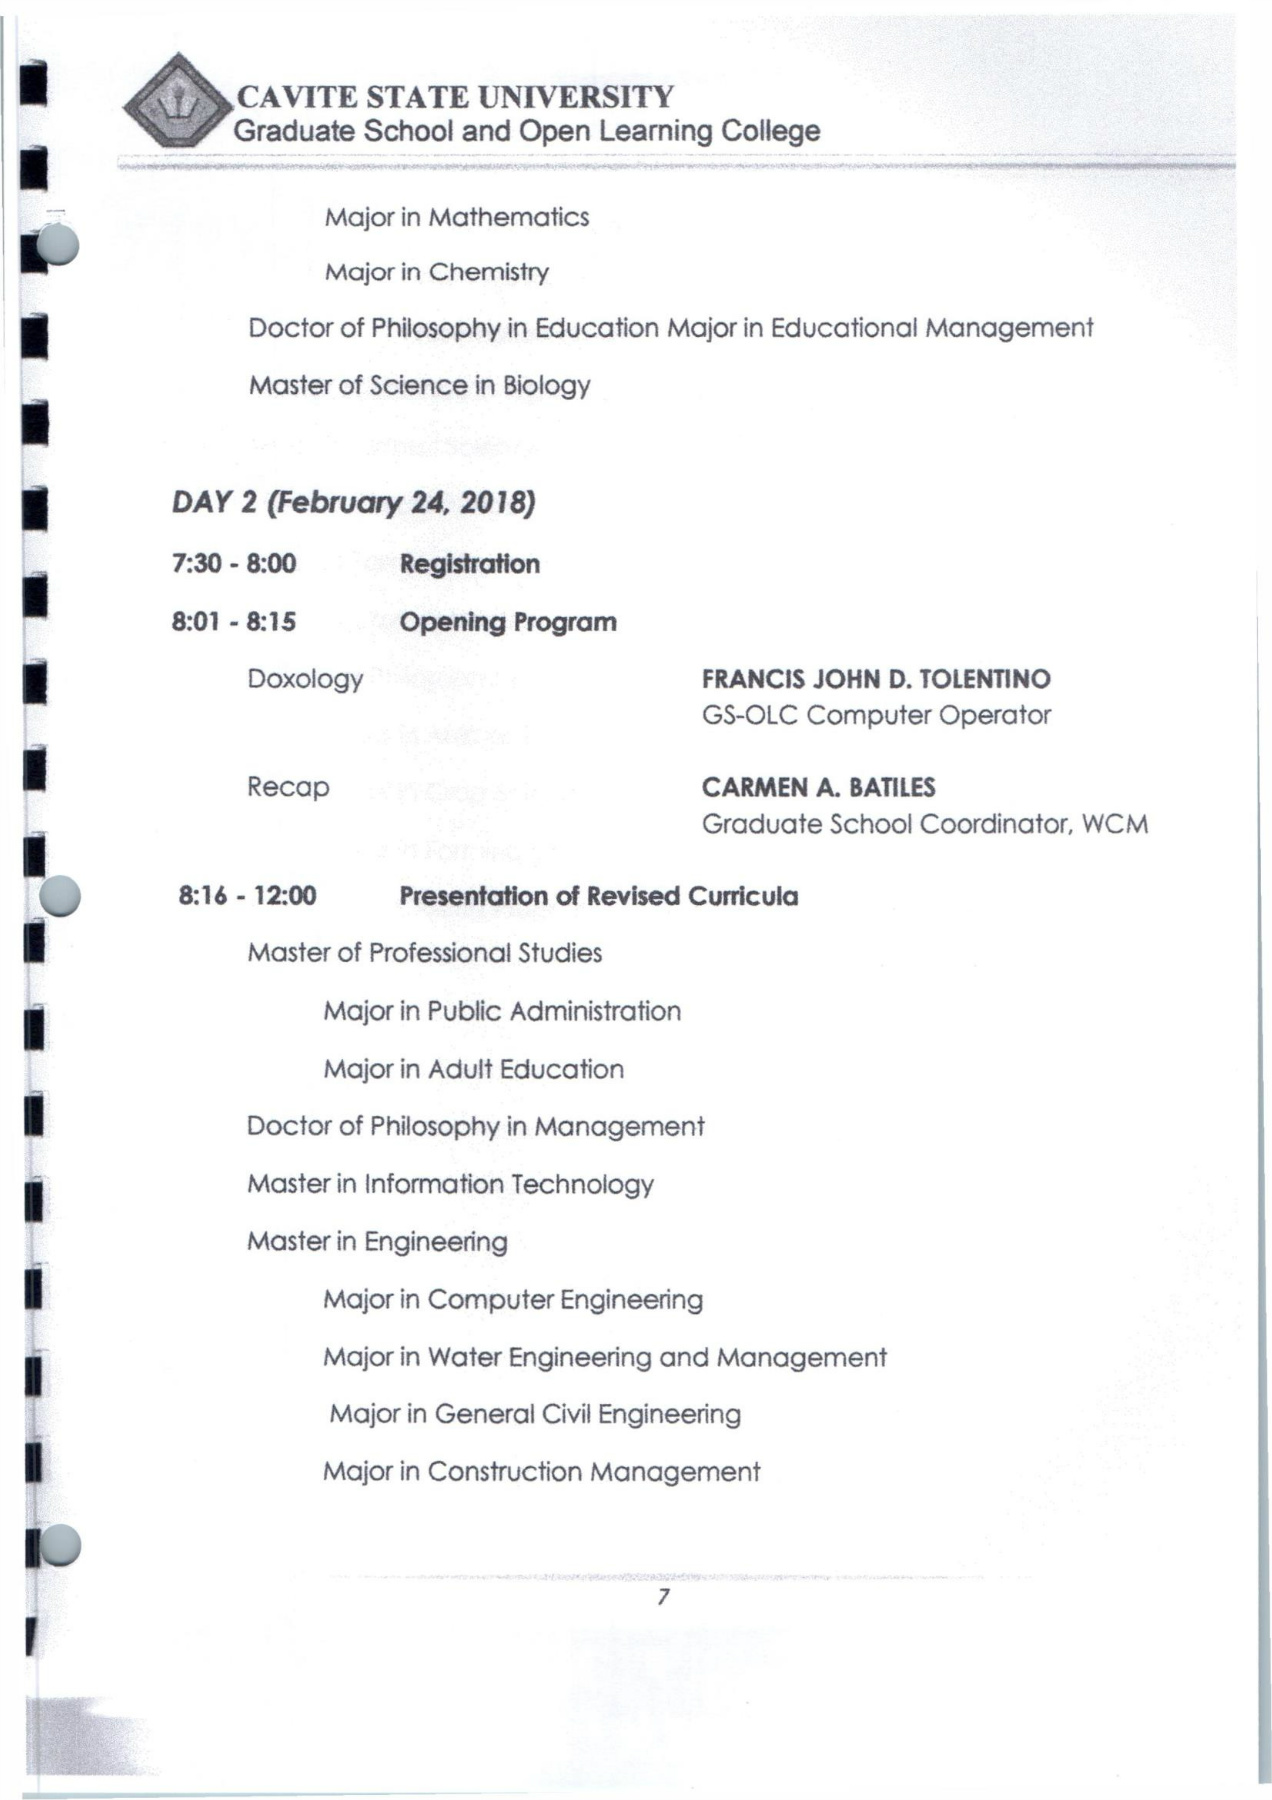 CAVITE STATE UNIVERSITY
Graduate School and Open Learning College
Major in Mathematics
Major in Chemistry
Doctor of Philosophy in Education Major in Educational Management
Master of Science in Biology
DAY 2 (February 24, 2018)
7:30 - 8:00 Registration
8:01 - 8:15 Opening Program
Doxology FRANCIS JOHN D. TOLENTINO
GS-OLC Computer Operator
Recap CARMEN A. BATILES
Graduate School Coordinator, WCM
8:16 - 12:00 Presentation of Revised Curricula
Master of Professional Studies
Major in Public Administration
Major in Adult Education
Doctor of Philosophy in Management
Master in Information Technology
Master in Engineering
Major in Computer Engineering
Major in Water Engineering and Management
Major in General Civil Engineering
Major in Construction Management
7